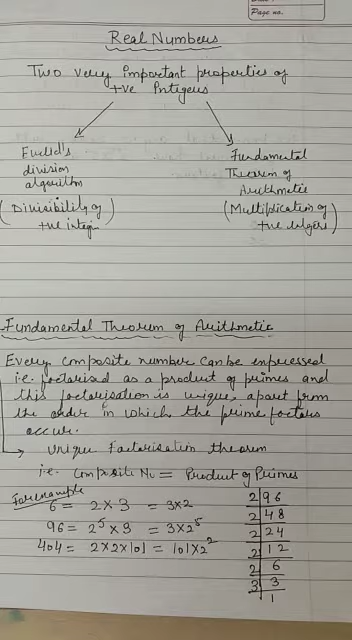 Page no.
Real Numbers
Two very important properties of
+ve Integers
Euclid's
division
algorithm
(Divisibility of
+ve integ)
Fundamental
Theorem of
Arithmetic
(Multiplication of
+ve integers)
Fundamental Theorem of Arithmetic
Every composite number can be expressed
i.e. factorised as a product of primes and
this factorisation is unique, apart from
the order in which the prime factors
occur.
→ Unique Factorisation theorem
i.e. Composite No = Product of Primes
For example
6 = 2×3 = 3×2
96 = 2⁵×3 = 3×2⁵
404 = 2×2×101 = 101×2²
2|96
2|48
2|24
2|12
2|6
3|3
|1